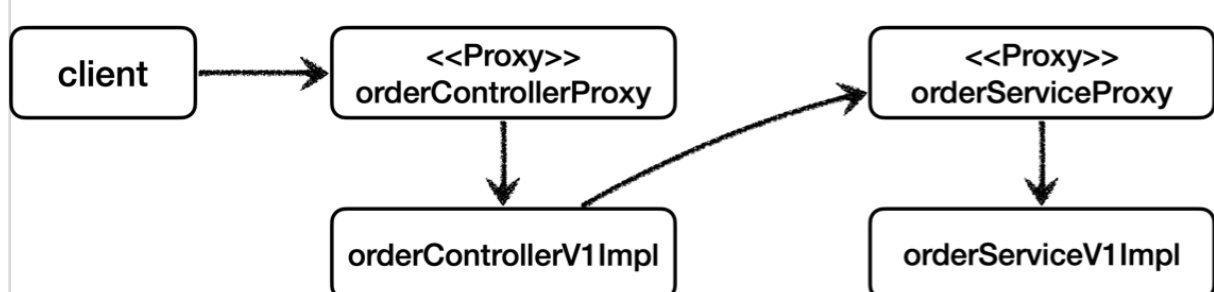 client
<<Proxy>>
orderControllerProxy
<<Proxy>>
orderServiceProxy
orderControllerV1Impl
orderServiceV1Impl